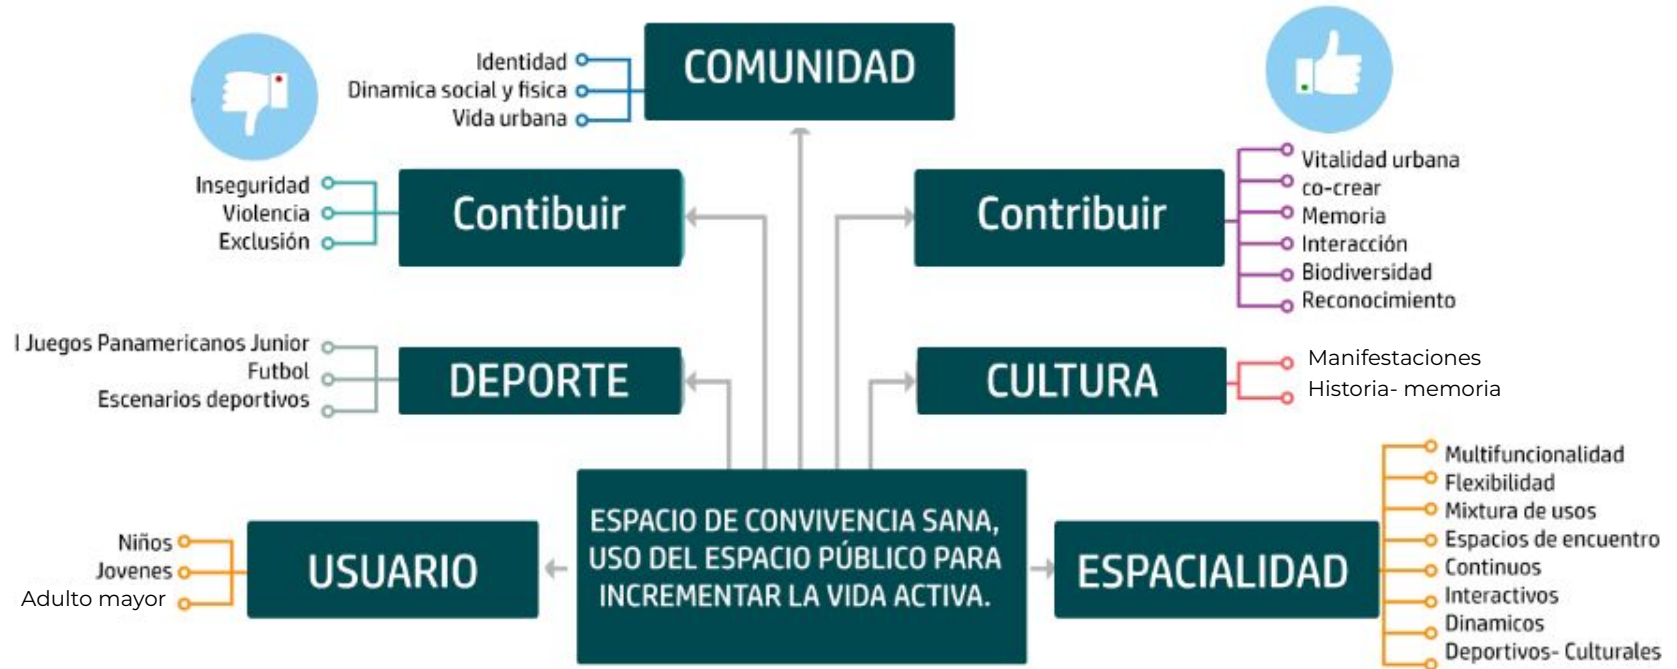 COMUNIDAD
Identidad
Dinamica social y fisica
Vida urbana
Contibuir
Inseguridad
Violencia
Exclusión
Contribuir
Vitalidad urbana
co-crear
Memoria
Interacción
Biodiversidad
Reconocimiento
DEPORTE
I Juegos Panamericanos Junior
Futbol
Escenarios deportivos
CULTURA
Manifestaciones
Historia- memoria
USUARIO
Niños
Jovenes
Adulto mayor
ESPACIO DE CONVIVENCIA SANA,
USO DEL ESPACIO PÚBLICO PARA
INCREMENTAR LA VIDA ACTIVA.
ESPACIALIDAD
Multifuncionalidad
Flexibilidad
Mixtura de usos
Espacios de encuentro
Continuos
Interactivos
Dinamicos
Deportivos- Culturales